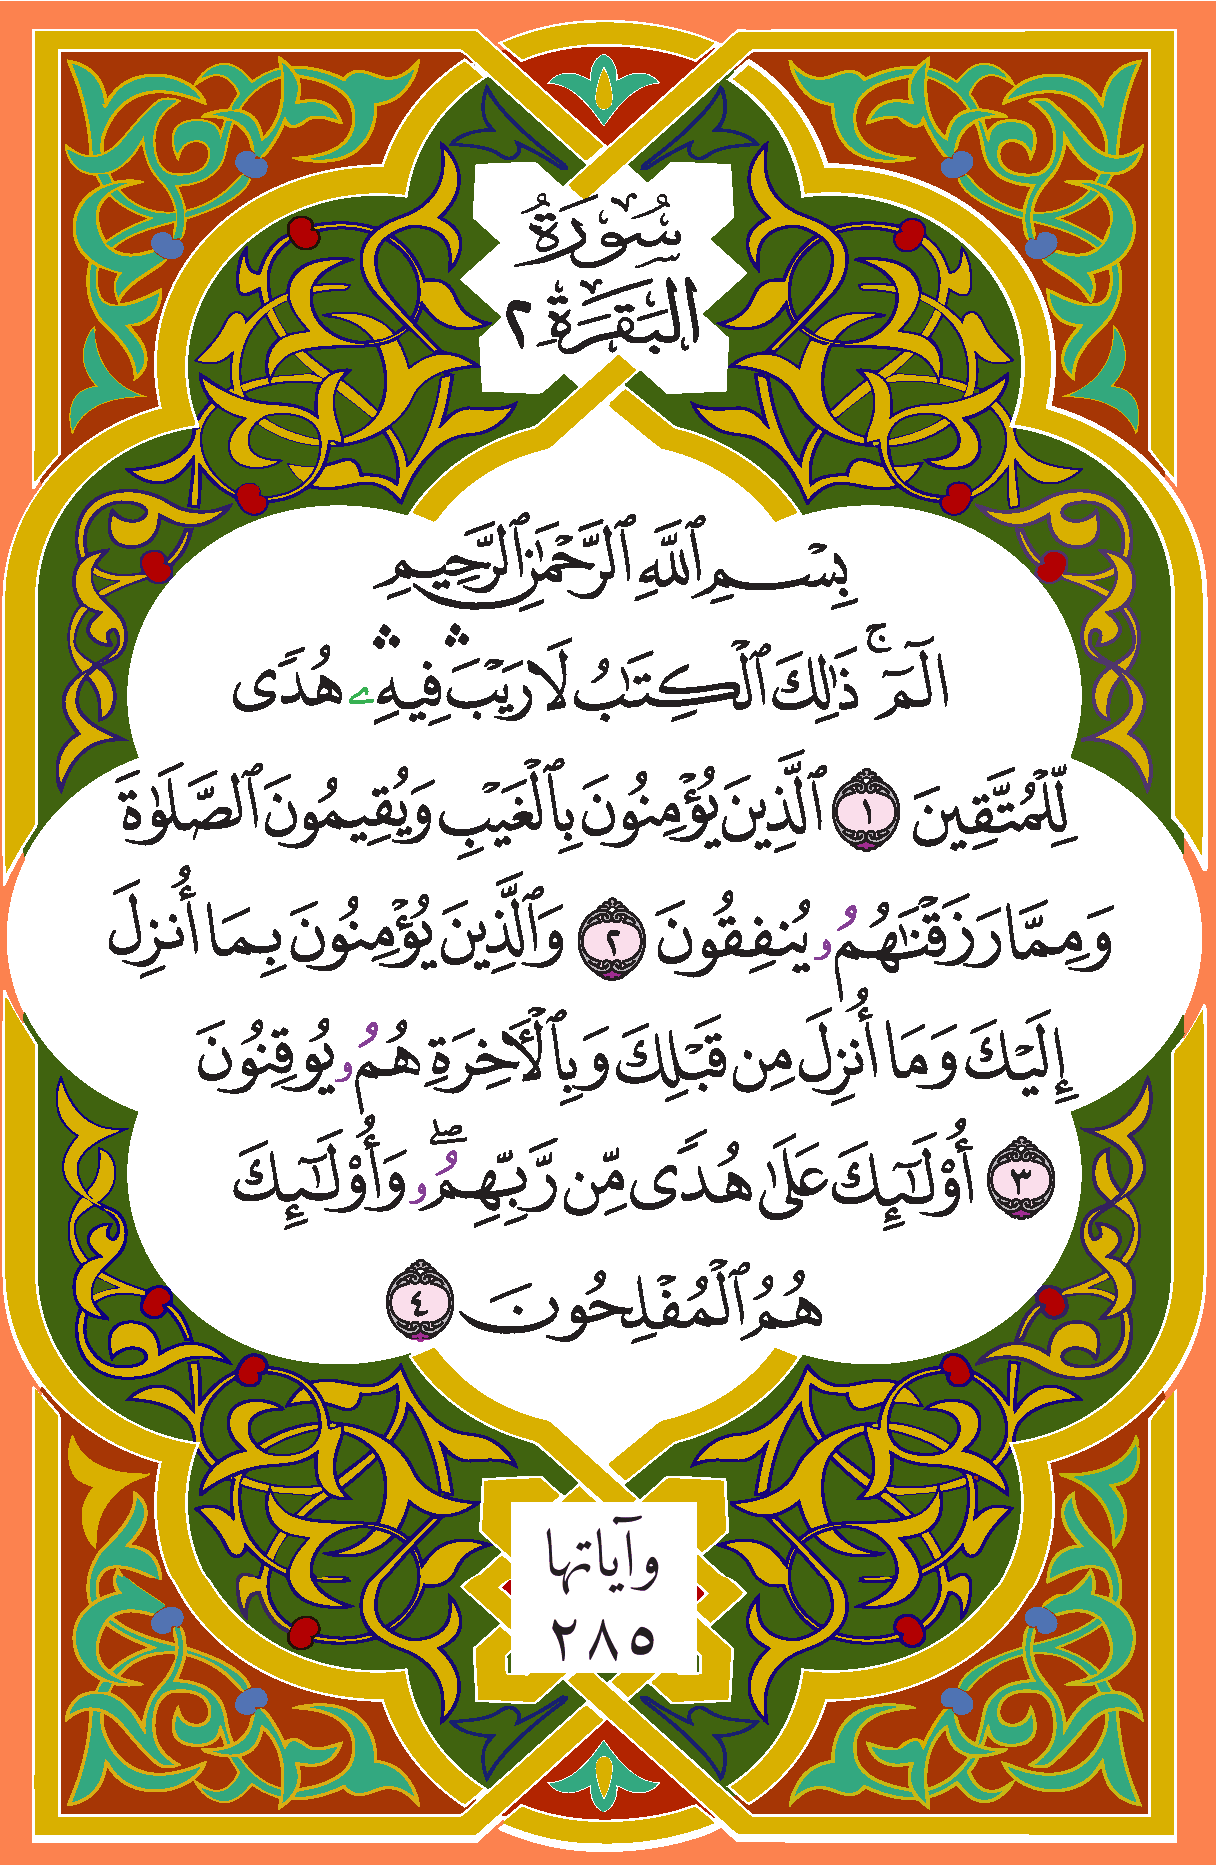 سُورَةُ
البَقَرَةِ ٢
بِسْمِ ٱللَّهِ ٱلرَّحْمَٰنِ ٱلرَّحِيمِ
الٓمٓ ۚ ذَٰلِكَ ٱلْكِتَٰبُ لَا رَيْبَ ۛ فِيهِۦ ۛ هُدًى
لِّلْمُتَّقِينَ ١ ٱلَّذِينَ يُؤْمِنُونَ بِٱلْغَيْبِ وَيُقِيمُونَ ٱلصَّلَوٰةَ
وَمِمَّا رَزَقْنَٰهُمُۥ يُنفِقُونَ ٢ وَٱلَّذِينَ يُؤْمِنُونَ بِمَا أُنزِلَ
إِلَيْكَ وَمَا أُنزِلَ مِن قَبْلِكَ وَبِٱلْأَخِرَةِ هُمُۥ يُوقِنُونَ
٣ أُوْلَٰٓئِكَ عَلَىٰ هُدًى مِّن رَّبِّهِمُۥ ۖ وَأُوْلَٰٓئِكَ
هُمُ ٱلْمُفْلِحُونَ ٤
وآياتها
٢٨٥